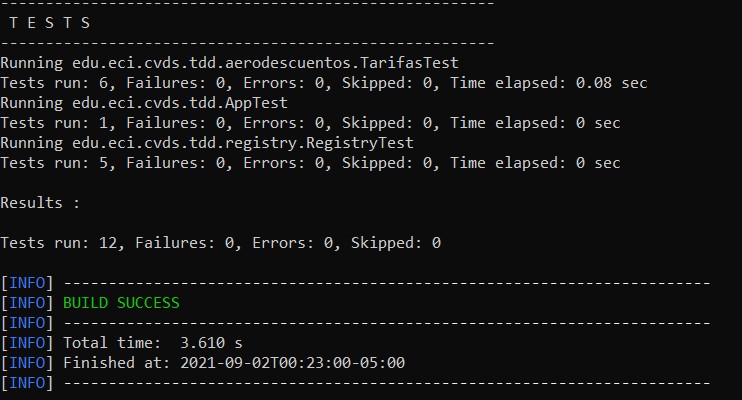 -------------------------------------------------------
 T E S T S
-------------------------------------------------------
Running edu.eci.cvds.tdd.aerodescuentos.TarifasTest
Tests run: 6, Failures: 0, Errors: 0, Skipped: 0, Time elapsed: 0.08 sec
Running edu.eci.cvds.tdd.AppTest
Tests run: 1, Failures: 0, Errors: 0, Skipped: 0, Time elapsed: 0 sec
Running edu.eci.cvds.tdd.registry.RegistryTest
Tests run: 5, Failures: 0, Errors: 0, Skipped: 0, Time elapsed: 0 sec

Results :

Tests run: 12, Failures: 0, Errors: 0, Skipped: 0

[INFO] ------------------------------------------------------------------------
[INFO] BUILD SUCCESS
[INFO] ------------------------------------------------------------------------
[INFO] Total time:  3.610 s
[INFO] Finished at: 2021-09-02T00:23:00-05:00
[INFO] ------------------------------------------------------------------------